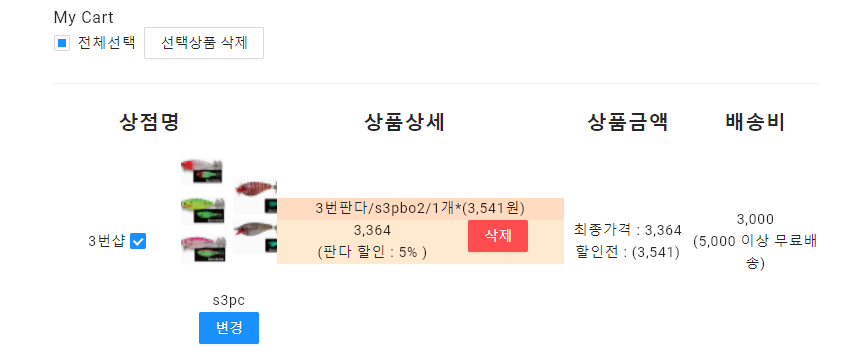 My Cart
전체선택 선택상품 삭제
상점명 상품상세 상품금액 배송비
3번샵
3번판다/s3pbo2/1개*(3,541원)
3,364
(판다 할인 : 5% )
삭제
최종가격 : 3,364
할인전 : (3,541)
3,000
(5,000 이상 무료배
송)
s3pc
변경